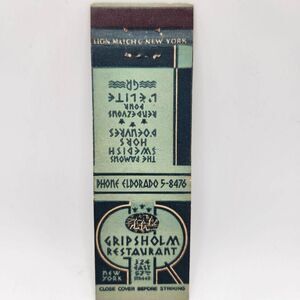 LION MATCH CO NEW YORK
THE FAMOUS
SWEDISH
HORS
D'OEUVRES
RENDEZVOUS
POUR
L'ELITE
GR
PHONE ELDORADO 5-8476
GRIPSHOLM
RESTAURANT
324
EAST
57TH
STREET
NEW
YORK
CLOSE COVER BEFORE STRIKING